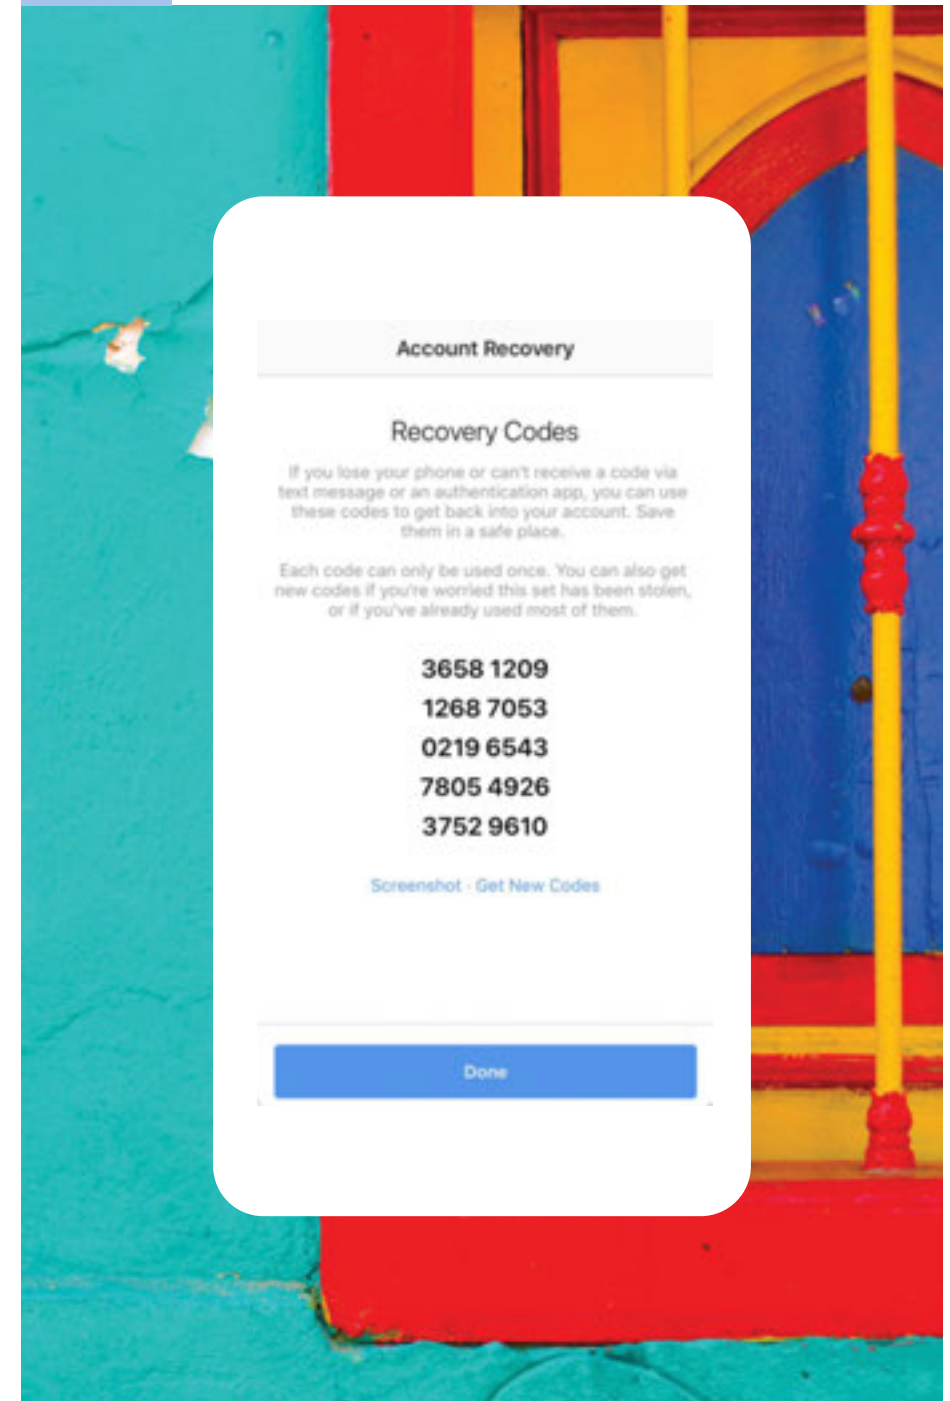 Account Recovery
Recovery Codes
If you lose your phone or can't receive a code via
text message or an authentication app, you can use
these codes to get back into your account. Save
them in a safe place.
Each code can only be used once. You can also get
new codes if you're worried this set has been stolen,
or if you've already used most of them.
3658 1209
1268 7053
0219 6543
7805 4926
3752 9610
Screenshot · Get New Codes
Done